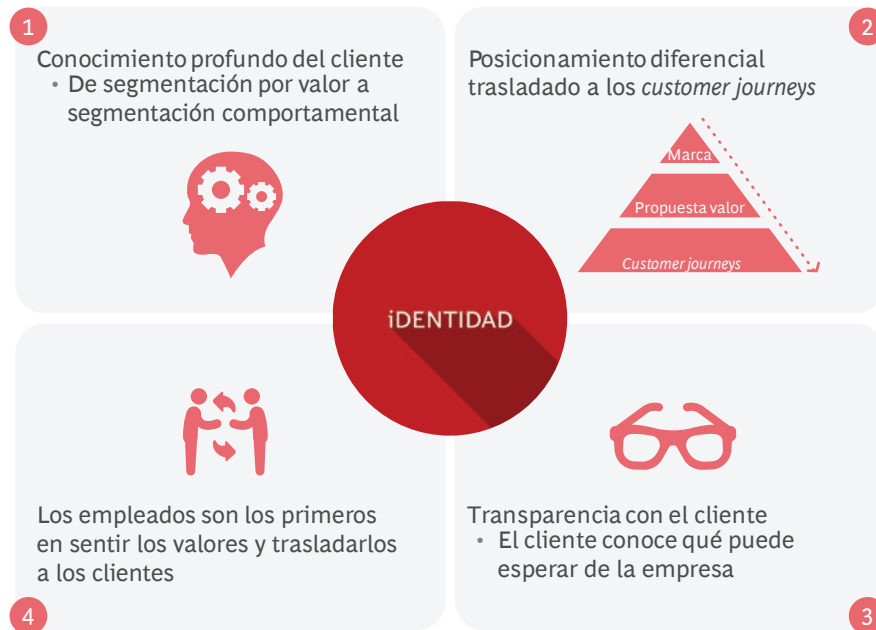 1
Conocimiento profundo del cliente
• De segmentación por valor a
segmentación comportamental
2
Posicionamiento diferencial
trasladado a los customer journeys
Marca
Propuesta valor
Customer journeys
iDENTIDAD
Los empleados son los primeros
en sentir los valores y trasladarlos
a los clientes
4
Transparencia con el cliente
• El cliente conoce qué puede
esperar de la empresa
3